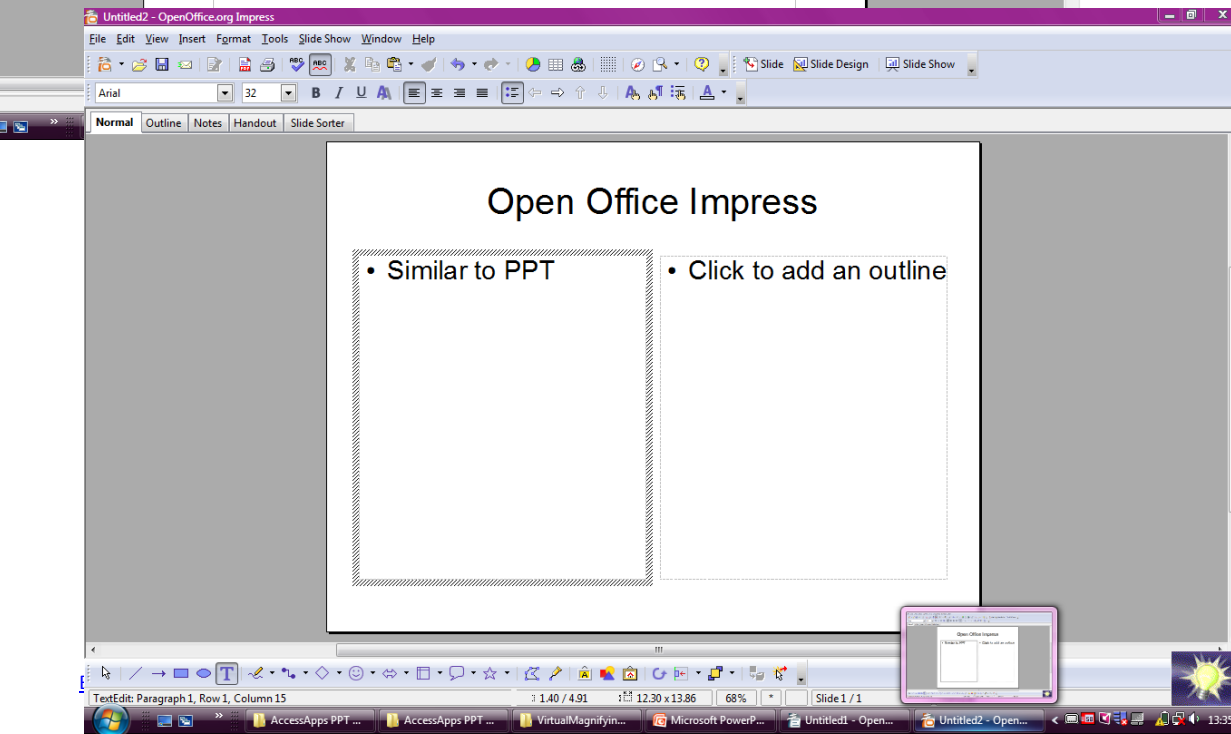 Untitled2 - OpenOffice.org Impress
File Edit View Insert Format Tools Slide Show Window Help
Slide Slide Design Slide Show
Arial 32
Normal Outline Notes Handout Slide Sorter
Open Office Impress
• Similar to PPT
• Click to add an outline
TextEdit: Paragraph 1, Row 1, Column 15 1.40 / 4.91 12.30 x 13.86 68% * Slide 1 / 1
AccessApps PPT ... AccessApps PPT ... VirtualMagnifyin... Microsoft PowerP... Untitled1 - Open... Untitled2 - Open... 13:35